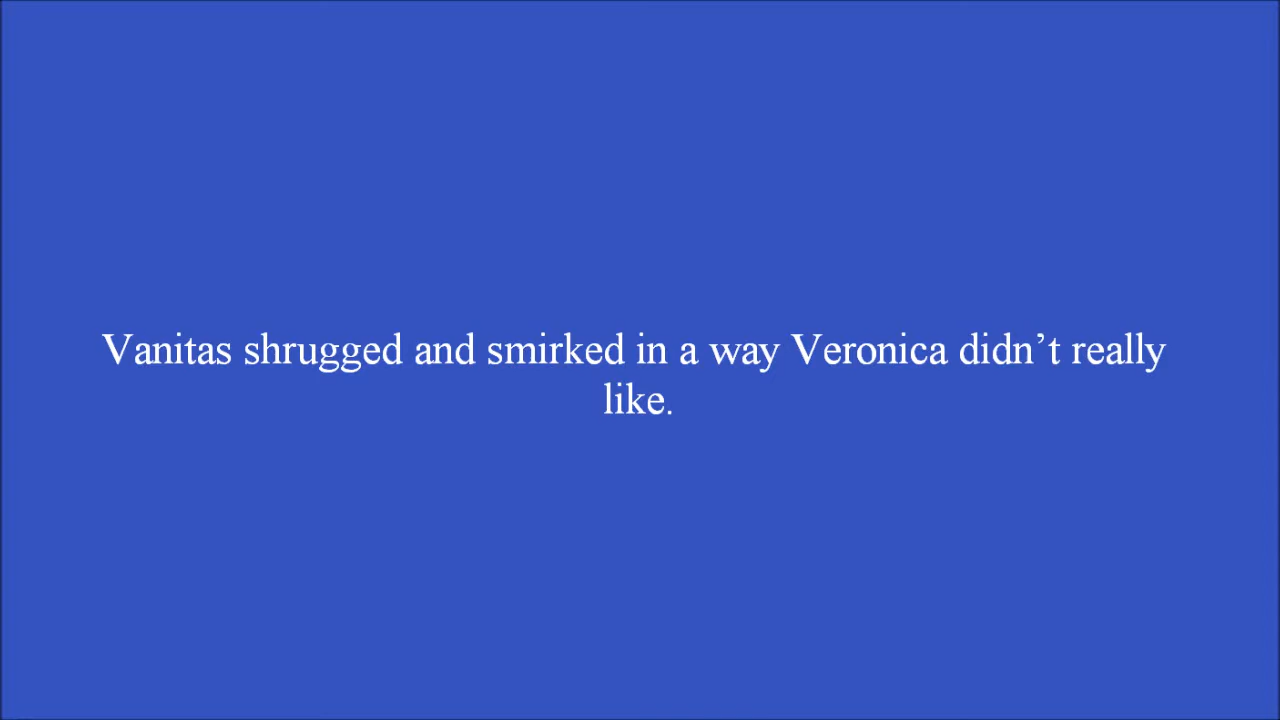 Vanitas shrugged and smirked in a way Veronica didn’t really
like.